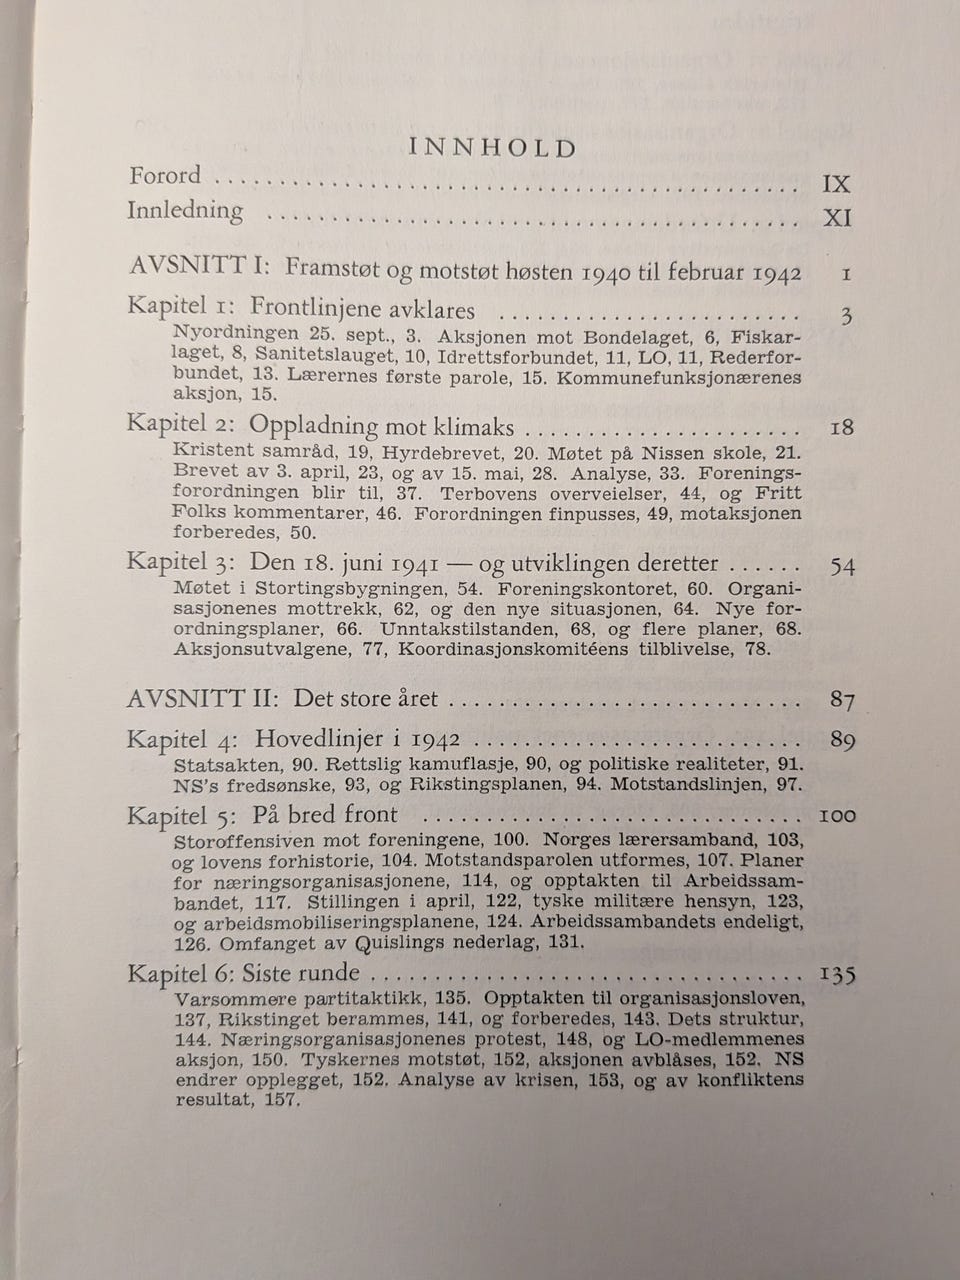 INNHOLD
Forord . . . . . . . . . . . . . . . . . . . . . . . . . . . . . . . . . . . . . . . . . . . . . . IX
Innledning . . . . . . . . . . . . . . . . . . . . . . . . . . . . . . . . . . . . . . . . . . XI
AVSNITT I: Framstøt og motstøt høsten 1940 til februar 1942 1
Kapitel 1: Frontlinjene avklares . . . . . . . . . . . . . . . . . . . . . . . . 3
Nyordningen 25. sept., 3. Aksjonen mot Bondelaget, 6, Fiskar-
laget, 8, Sanitetslauget, 10, Idrettsforbundet, 11, LO, 11, Rederfor-
bundet, 13. Lærernes første parole, 15. Kommunefunksjonærenes
aksjon, 15.
Kapitel 2: Oppladning mot klimaks . . . . . . . . . . . . . . . . . . . . . . 18
Kristent samråd, 19, Hyrdebrevet, 20. Møtet på Nissen skole, 21.
Brevet av 3. april, 23, og av 15. mai, 28. Analyse, 33. Forenings-
forordningen blir til, 37. Terbovens overveielser, 44, og Fritt
Folks kommentarer, 46. Forordningen finpusses, 49, motaksjonen
forberedes, 50.
Kapitel 3: Den 18. juni 1941 — og utviklingen deretter . . . . . . 54
Møtet i Stortingsbygningen, 54. Foreningskontoret, 60. Organi-
sasjonenes mottrekk, 62, og den nye situasjonen, 64. Nye for-
ordningsplaner, 66. Unntakstilstanden, 68, og flere planer, 68.
Aksjonsutvalgene, 77, Koordinasjonskomitéens tilblivelse, 78.
AVSNITT II: Det store året . . . . . . . . . . . . . . . . . . . . . . . . . . . . 87
Kapitel 4: Hovedlinjer i 1942 . . . . . . . . . . . . . . . . . . . . . . . . . . 89
Statsakten, 90. Rettslig kamuflasje, 90, og politiske realiteter, 91.
NS's fredsønske, 93, og Rikstingsplanen, 94. Motstandslinjen, 97.
Kapitel 5: På bred front . . . . . . . . . . . . . . . . . . . . . . . . . . . . . . 100
Storoffensiven mot foreningene, 100. Norges lærersamband, 103,
og lovens forhistorie, 104. Motstandsparolen utformes, 107. Planer
for næringsorganisasjonene, 114, og opptakten til Arbeidssam-
bandet, 117. Stillingen i april, 122, tyske militære hensyn, 123,
og arbeidsmobiliseringsplanene, 124. Arbeidssambandets endeligt,
126. Omfanget av Quislings nederlag, 131.
Kapitel 6: Siste runde . . . . . . . . . . . . . . . . . . . . . . . . . . . . . . . . . . 135
Varsommere partitaktikk, 135. Opptakten til organisasjonsloven,
137, Rikstinget berammes, 141, og forberedes, 143. Dets struktur,
144. Næringsorganisasjonenes protest, 148, og LO-medlemmenes
aksjon, 150. Tyskernes motstøt, 152, aksjonen avblåses, 152. NS
endrer opplegget, 152. Analyse av krisen, 153, og av konfliktens
resultat, 157.